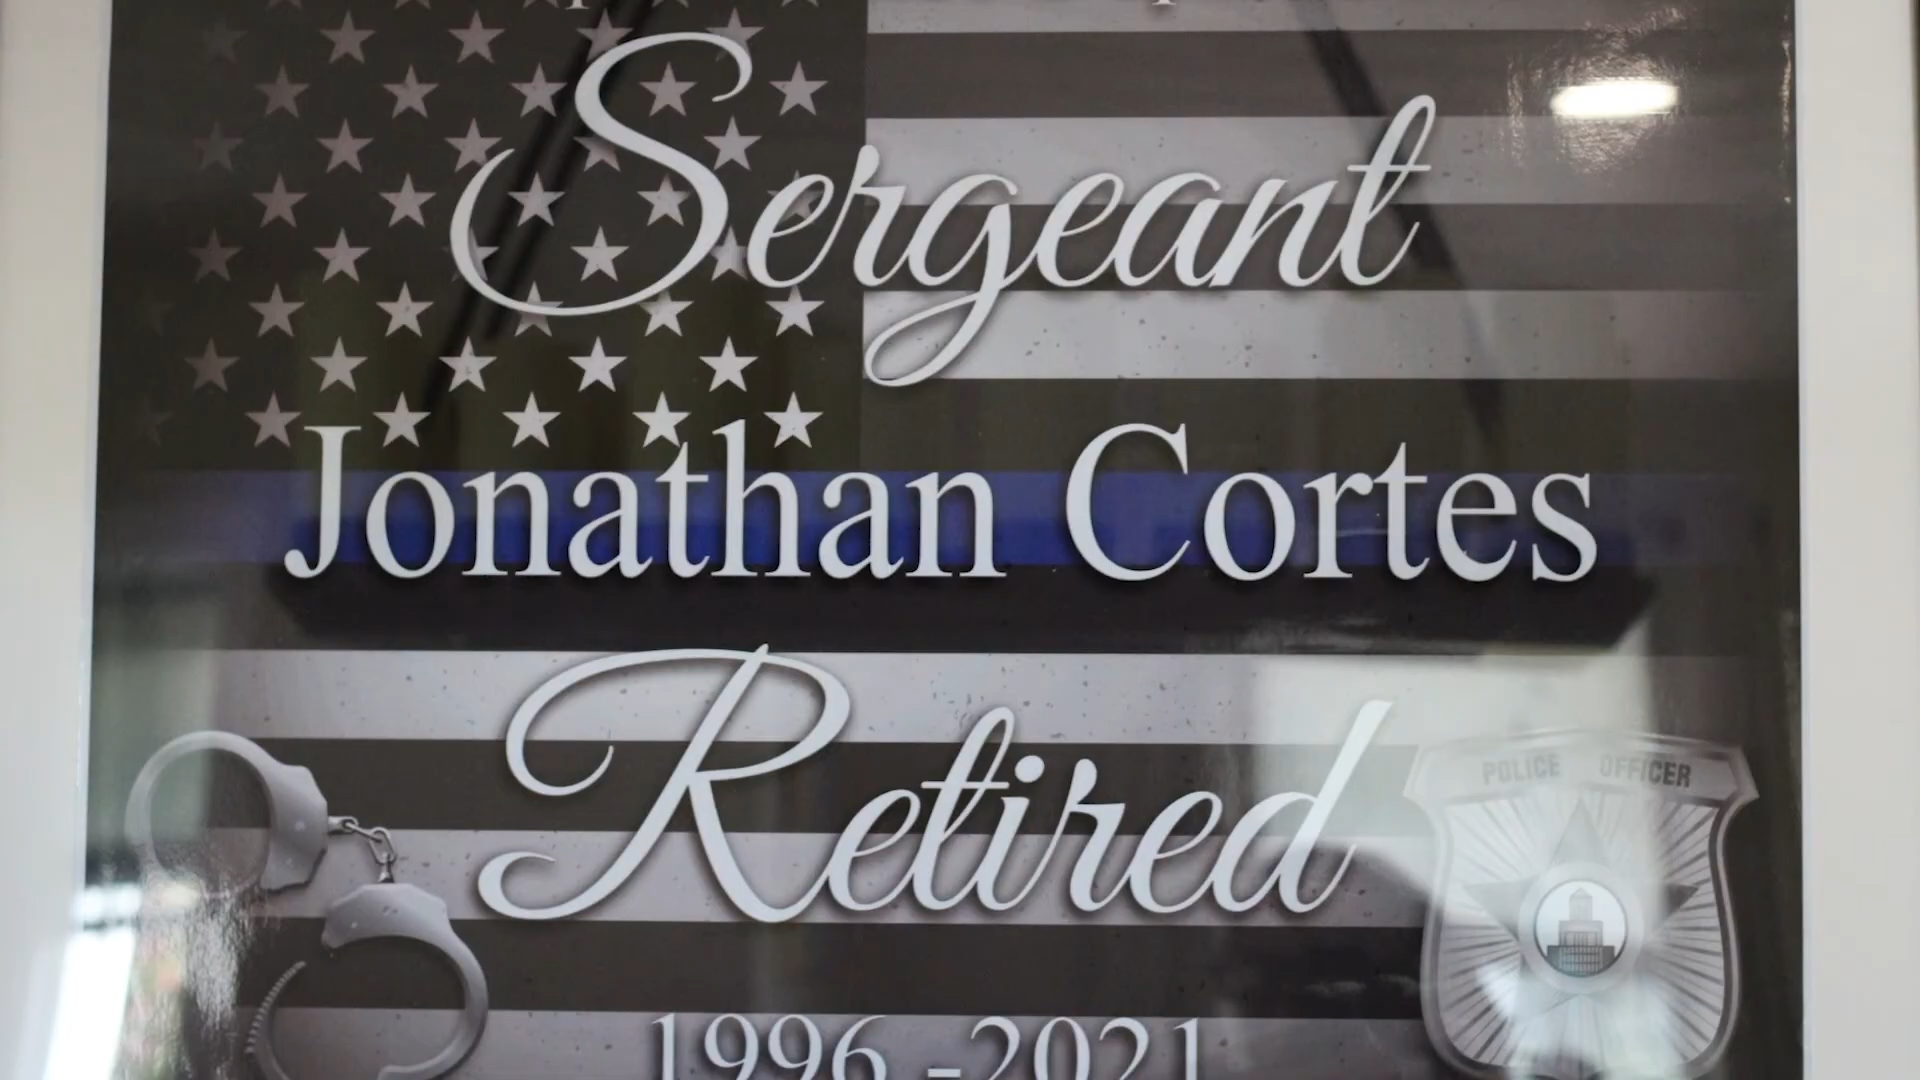 Sergeant
Jonathan Cortes
Retired
POLICE OFFICER
1996 - 2021